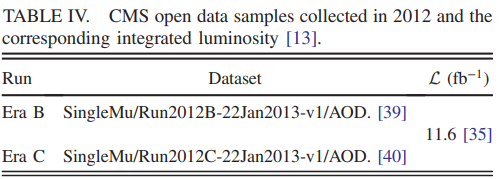 TABLE IV. CMS open data samples collected in 2012 and the
corresponding integrated luminosity [13].
Run Dataset ℒ (fb⁻¹)
Era B SingleMu/Run2012B-22Jan2013-v1/AOD. [39]
11.6 [35]
Era C SingleMu/Run2012C-22Jan2013-v1/AOD. [40]